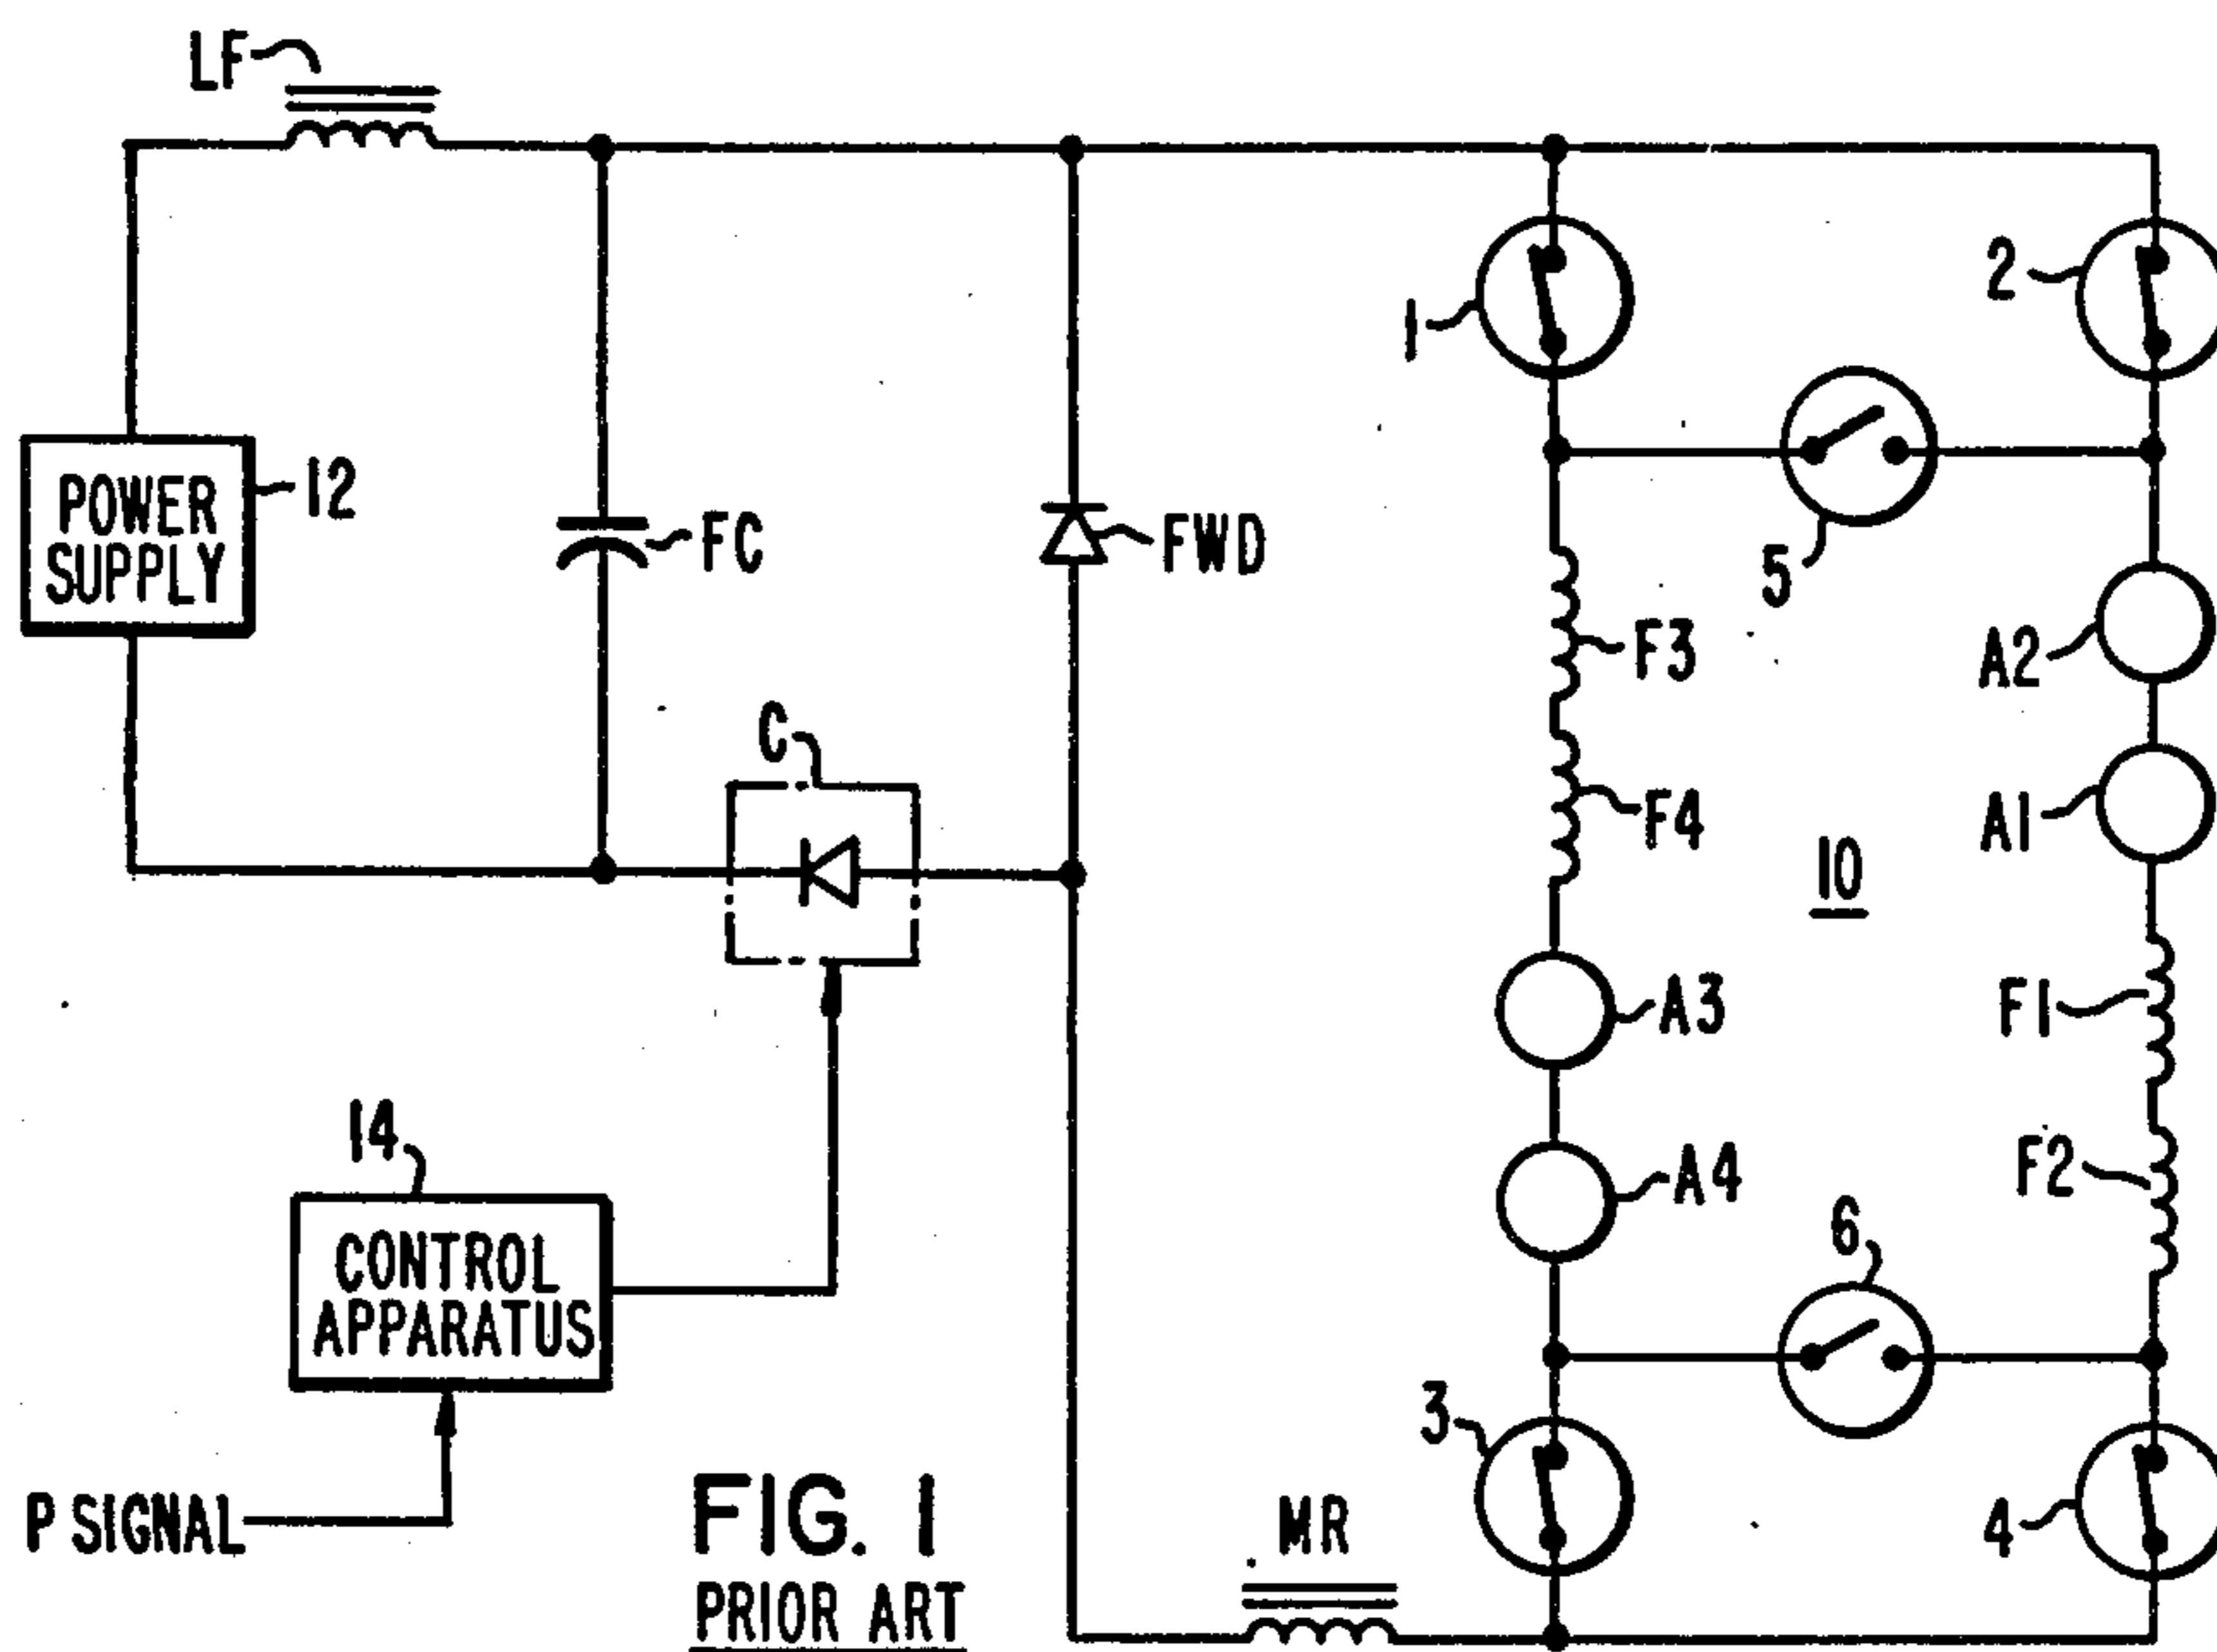 LF
POWER
SUPPLY
12
FC
FWD
C
1
2
5
F3
F4
A2
A1
10
A3
A4
F1
F2
6
3
4
14
CONTROL
APPARATUS
P SIGNAL
MR
FIG. 1
PRIOR ART